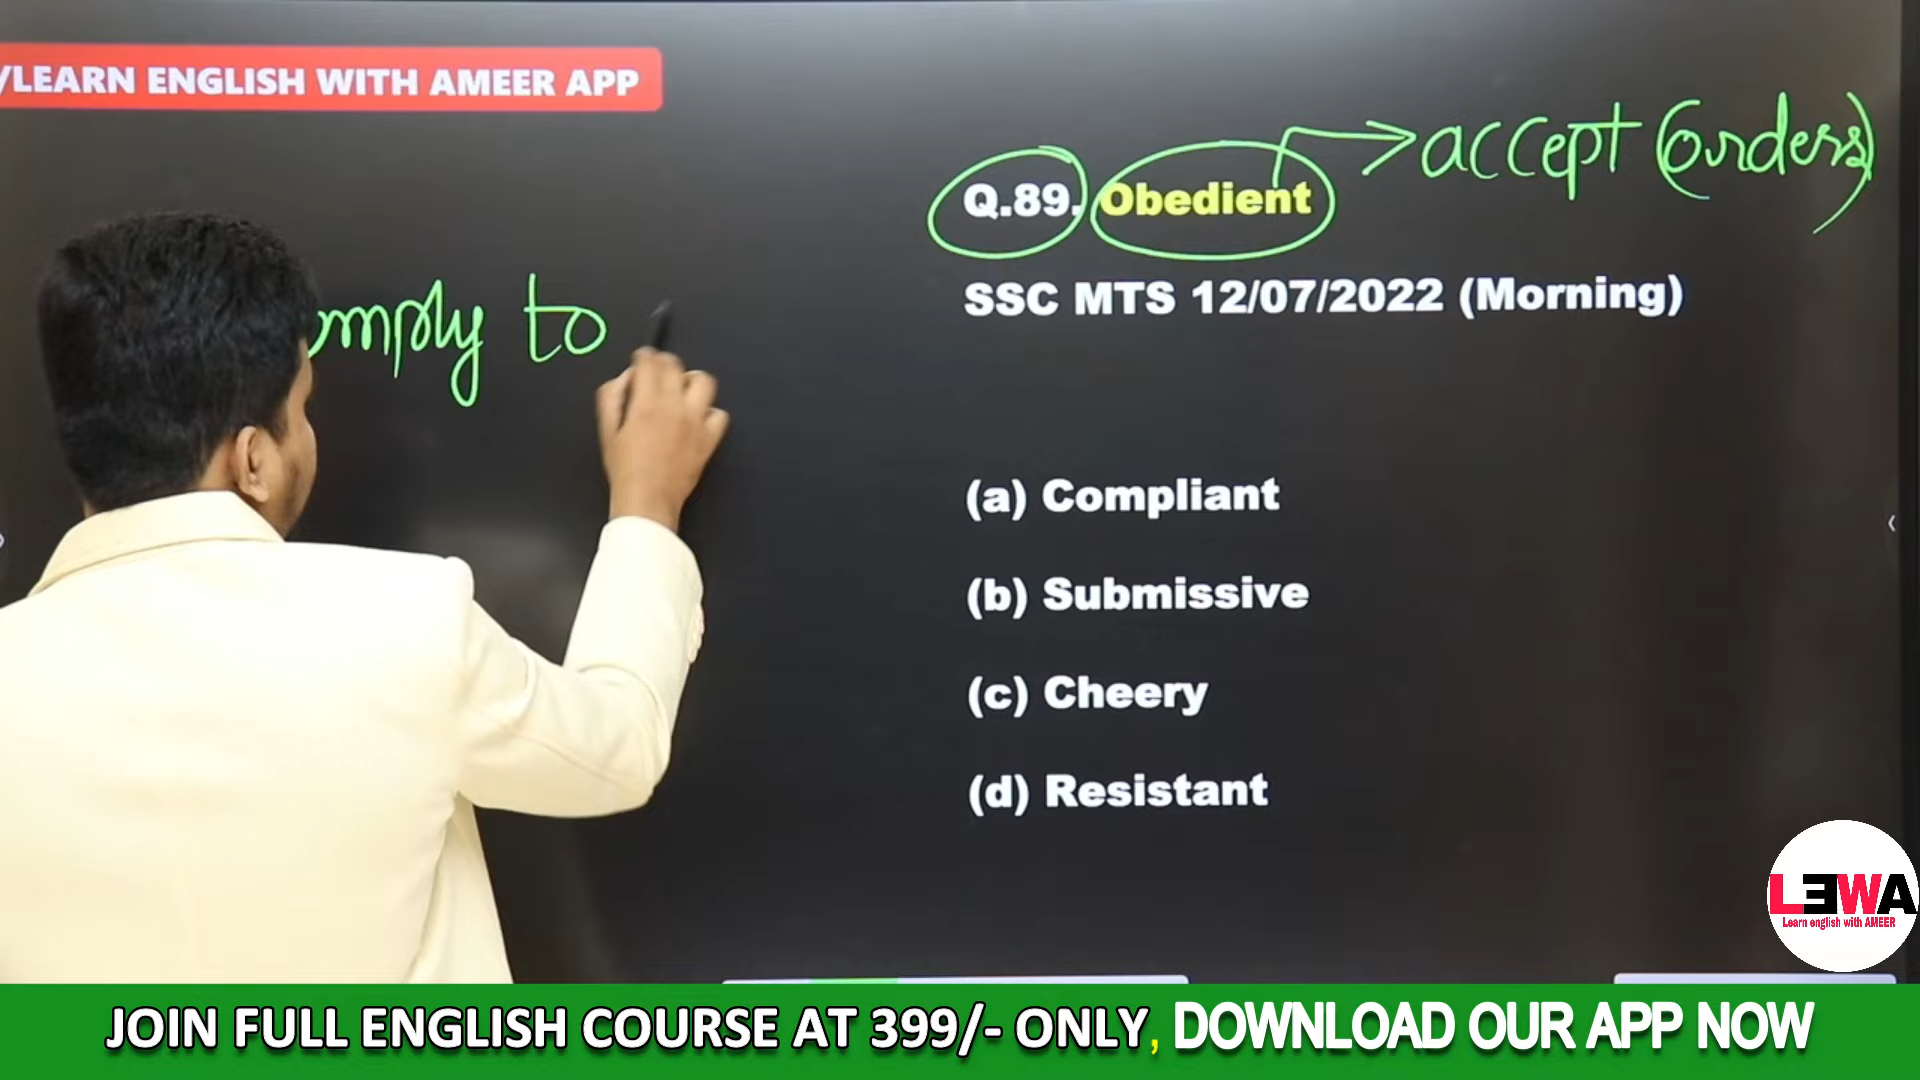 /LEARN ENGLISH WITH AMEER APP
accept (orders)
Q.89. Obedient
SSC MTS 12/07/2022 (Morning)
omply to
(a) Compliant
(b) Submissive
(c) Cheery
(d) Resistant
LEWA
Learn english with AMEER
JOIN FULL ENGLISH COURSE AT 399/- ONLY, DOWNLOAD OUR APP NOW